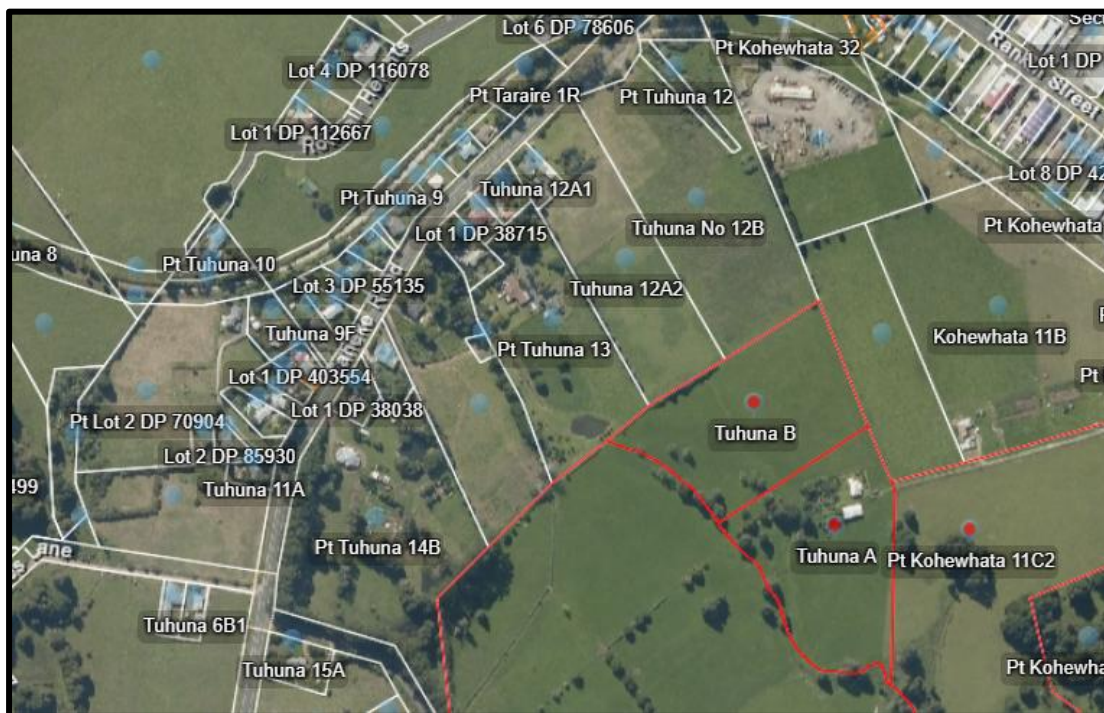 Lot 6 DP 78606
Pt Kohewhata 32
Lot 1 DP
Street
Lot 4 DP 116078
Pt Taraire 1R
Pt Tuhuna 12
Lot 1 DP 112667
Lot 8 DP 42
Pt Tuhuna 9
Tuhuna 12A1
Lot 1 DP 38715
Tuhuna No 12B
Pt Kohewhata
una 8
Pt Tuhuna 10
Lot 3 DP 55135
Tuhuna 12A2
Tuhuna 9F
Pt Tuhuna 13
Kohewhata 11B
Lot 1 DP 403554
Pt
Lot 1 DP 38038
Pt Lot 2 DP 70904
Tuhuna B
Lot 2 DP 85930
499
Tuhuna 11A
Pt Tuhuna 14B
Tuhuna A
Pt Kohewhata 11C2
ane
Tuhuna 6B1
Tuhuna 15A
Pt Kohewha